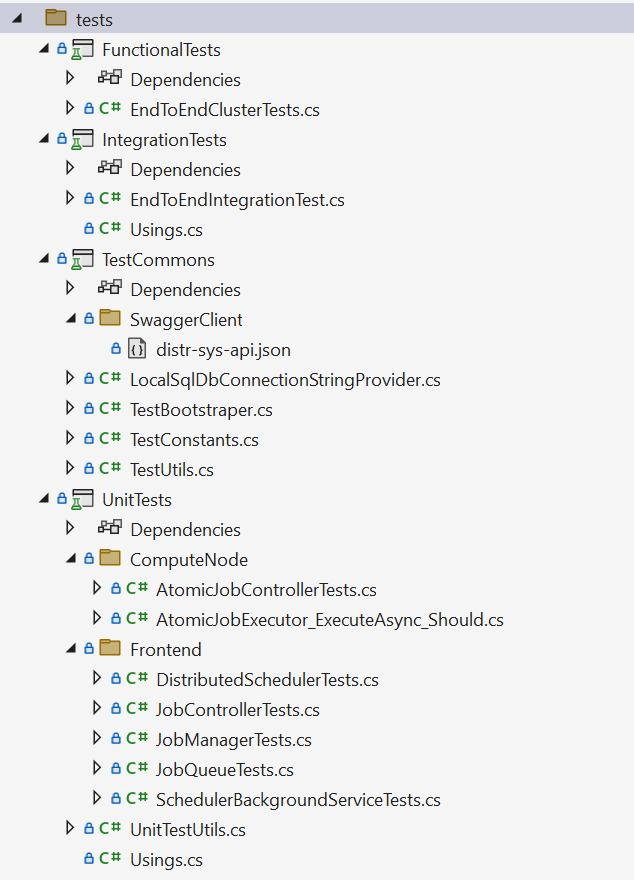 tests
FunctionalTests
Dependencies
C# EndToEndClusterTests.cs
IntegrationTests
Dependencies
C# EndToEndIntegrationTest.cs
C# Usings.cs
TestCommons
Dependencies
SwaggerClient
distr-sys-api.json
C# LocalSqlDbConnectionStringProvider.cs
C# TestBootstraper.cs
C# TestConstants.cs
C# TestUtils.cs
UnitTests
Dependencies
ComputeNode
C# AtomicJobControllerTests.cs
C# AtomicJobExecutor_ExecuteAsync_Should.cs
Frontend
C# DistributedSchedulerTests.cs
C# JobControllerTests.cs
C# JobManagerTests.cs
C# JobQueueTests.cs
C# SchedulerBackgroundServiceTests.cs
C# UnitTestUtils.cs
C# Usings.cs